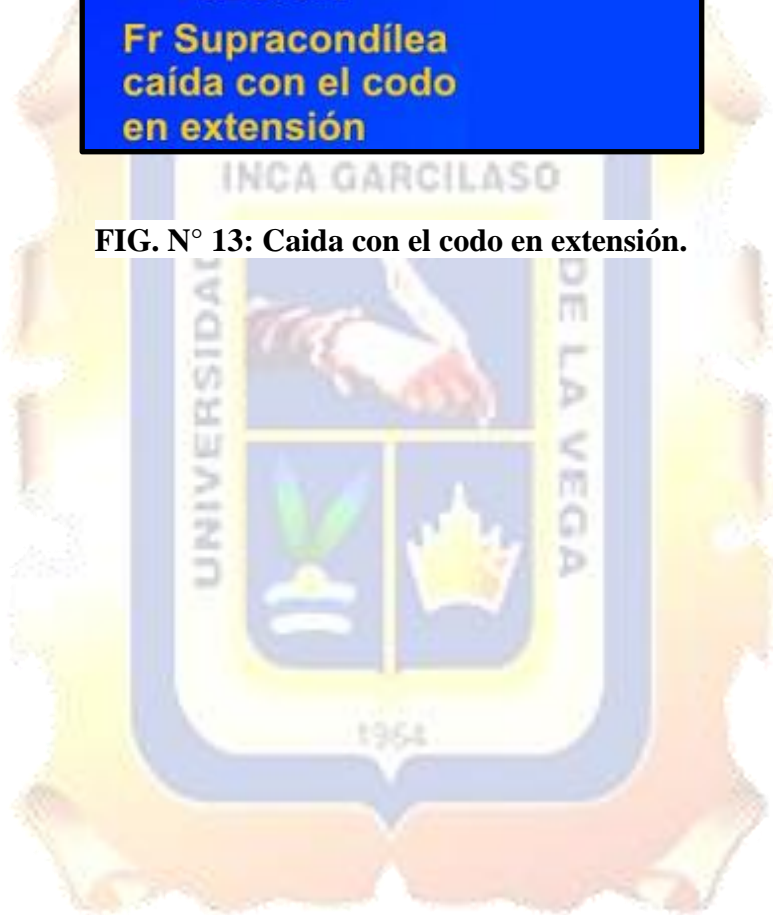 Fr Supracondílea
caída con el codo
en extensión
INCA GARCILASO
FIG. N° 13: Caida con el codo en extensión.
UNIVERSIDAD
DE LA VEGA
1964